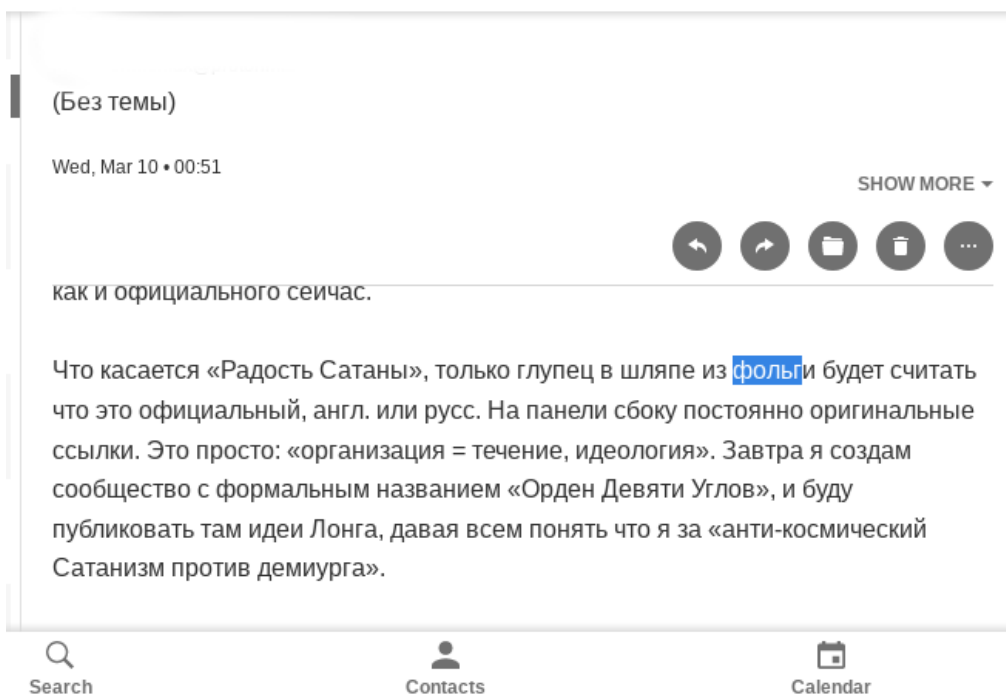 (Без темы)
Wed, Mar 10 • 00:51
SHOW MORE
как и официального сейчас.
Что касается «Радость Сатаны», только глупец в шляпе из фольги будет считать
что это официальный, англ. или русс. На панели сбоку постоянно оригинальные
ссылки. Это просто: «организация = течение, идеология». Завтра я создам
сообщество с формальным названием «Орден Девяти Углов», и буду
публиковать там идеи Лонга, давая всем понять что я за «анти-космический
Сатанизм против демиурга».
Search
Contacts
Calendar